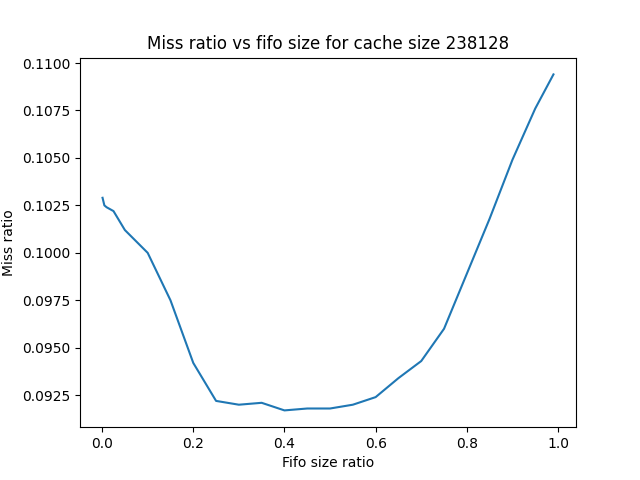 Miss ratio vs fifo size for cache size 238128
0.1100
0.1075
0.1050
0.1025
0.1000
0.0975
0.0950
0.0925
Miss ratio
0.0 0.2 0.4 0.6 0.8 1.0
Fifo size ratio